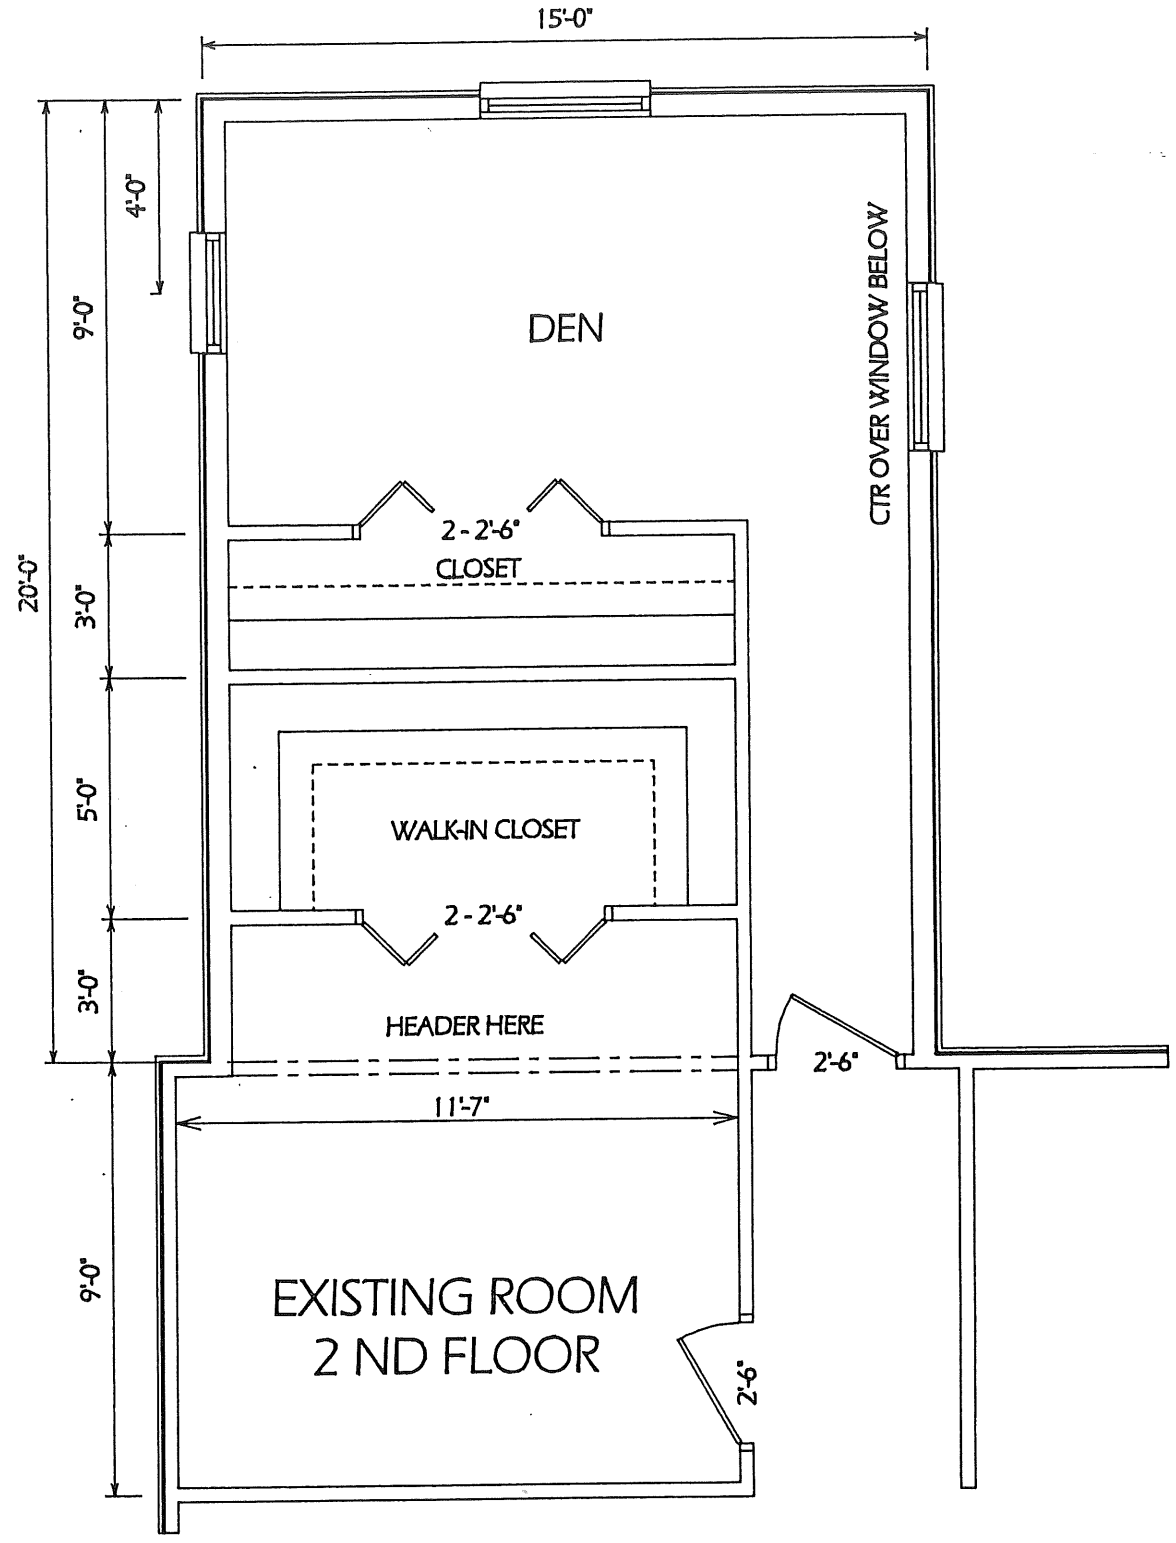 15'-0"
4'-0"
9'-0"
CTR OVER WINDOW BELOW
DEN
2 - 2'-6"
CLOSET
20'-0"
3'-0"
5'-0"
WALK-IN CLOSET
2 - 2'-6"
3'-0"
HEADER HERE
2'-6"
11'-7"
9'-0"
EXISTING ROOM
2 ND FLOOR
2'-6"